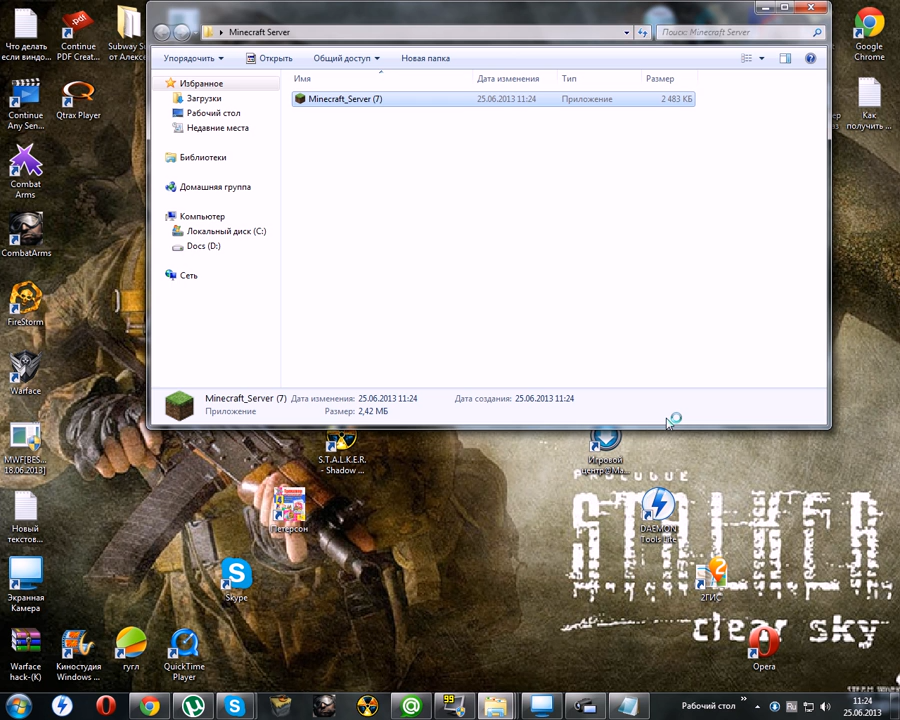 Minecraft Server
Поиск: Minecraft Server
Упорядочить
Открыть
Общий доступ
Новая папка
Избранное
Загрузки
Рабочий стол
Недавние места
Библиотеки
Домашняя группа
Компьютер
Локальный диск (C:)
Docs (D:)
Сеть
Имя
Дата изменения
Тип
Размер
Minecraft_Server (7)
25.06.2013 11:24
Приложение
2 483 КБ
Minecraft_Server (7)
Дата изменения: 25.06.2013 11:24
Дата создания: 25.06.2013 11:24
Приложение
Размер: 2,42 МБ
Что делать
если виндо...
Continue
PDF Creat...
Subway Su
от Алексе
Google
Chrome
Continue
Any Sen...
Qtrax Player
Как
получить ...
Combat
Arms
CombatArms
FireStorm
Warface
MWF[BES...
18.06.2013]
S.T.A.L.K.E.R.
- Shadow ...
Игровой
центр@Ma...
Новый
текстов...
Петерсон
DAEMON
Tools Lite
Экранная
Камера
Skype
2ГИС
Warface
hack-(K)
Киностудия
Windows ...
гугл
QuickTime
Player
Opera
PROLOGUE
STALKER
clear sky
99
Рабочий стол
RU
11:24
25.06.2013